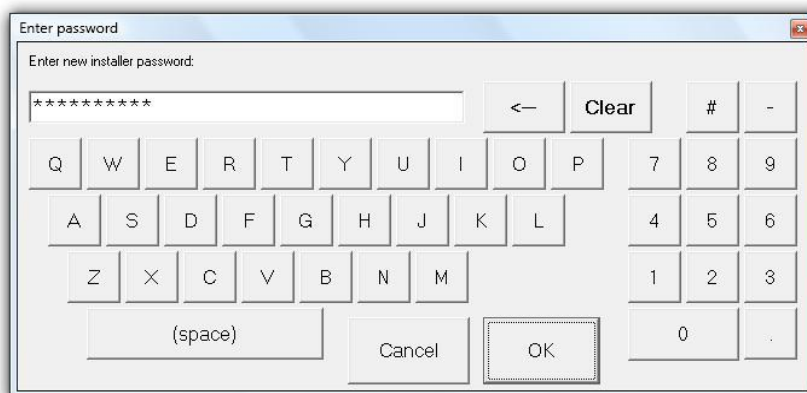 Enter password
Enter new installer password:
********** <— Clear # -
Q W E R T Y U I O P 7 8 9
A S D F G H J K L 4 5 6
Z X C V B N M 1 2 3
(space) Cancel OK 0 .